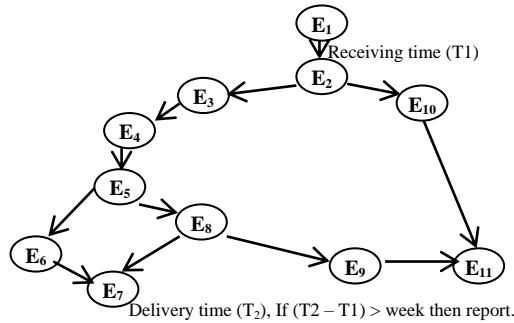 E₁
Receiving time (T1)
E₂
E₃
E₁₀
E₄
E₅
E₈
E₆
E₉
E₁₁
E₇
Delivery time (T₂), If (T2 – T1) > week then report.